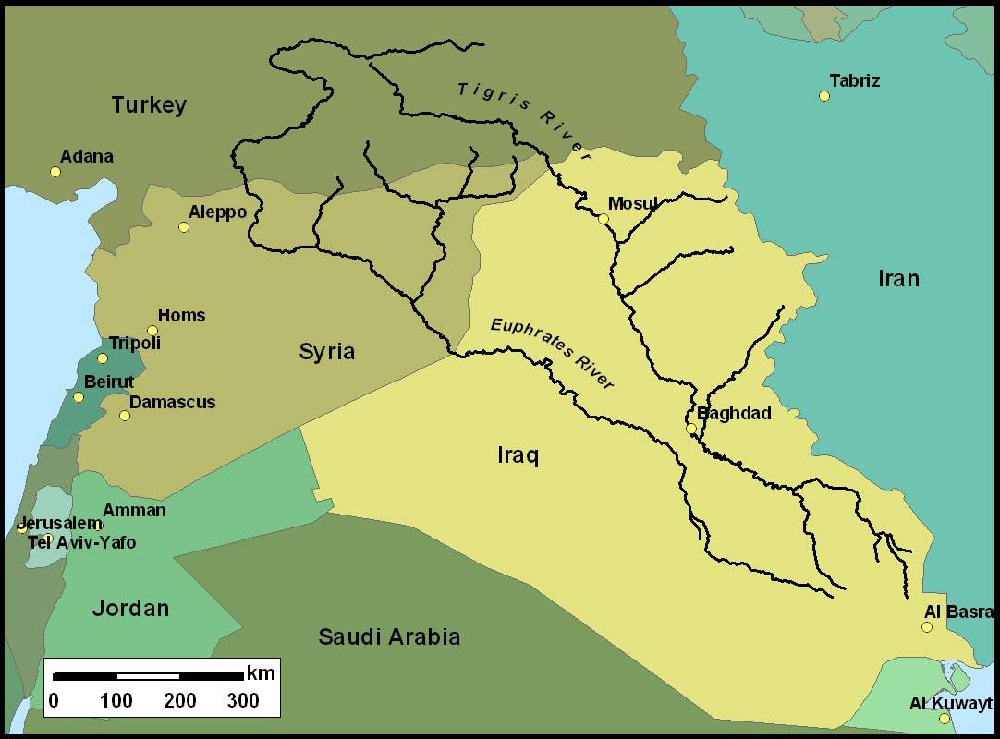 Tabriz
Tigris River
Turkey
Adana
Mosul
Aleppo
Iran
Homs
Euphrates River
Tripoli
Syria
Beirut
Damascus
Baghdad
Iraq
Amman
Jerusalem
Tel Aviv-Yafo
Jordan
Al Basra
Saudi Arabia
km
0 100 200 300
Al Kuwayt